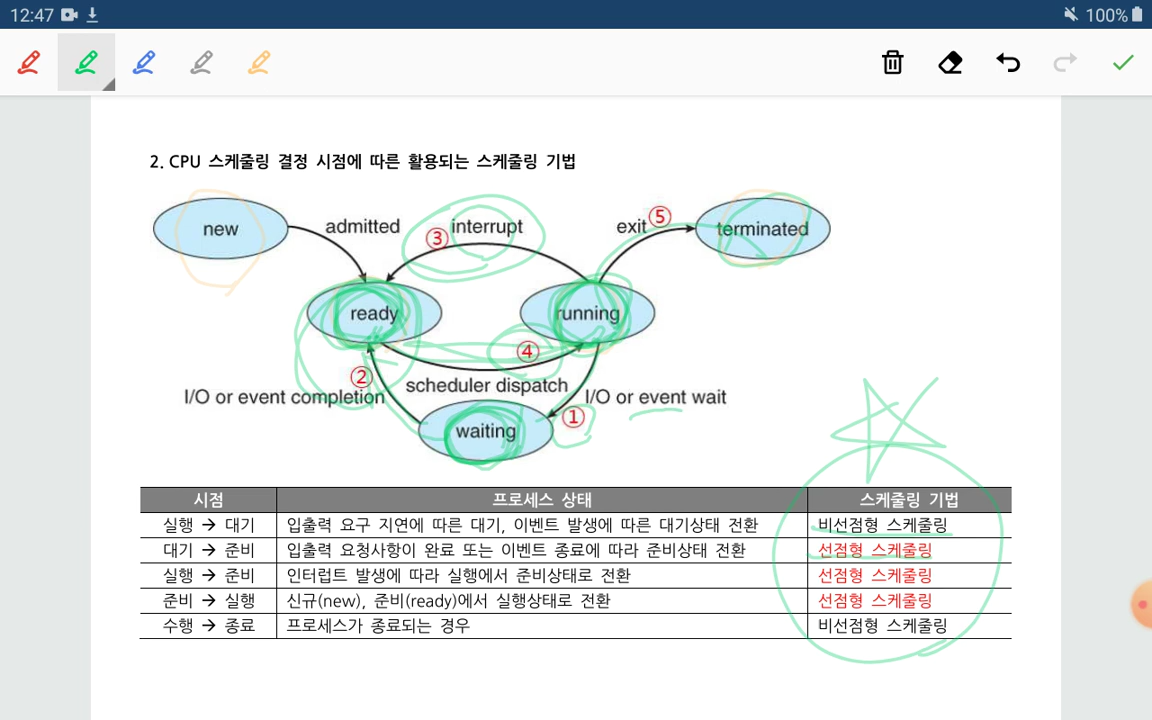 12:47
100%
2. CPU 스케줄링 결정 시점에 따른 활용되는 스케줄링 기법
new
admitted
③
interrupt
exit
⑤
terminated
ready
running
④
②
I/O or event completion
scheduler dispatch
I/O or event wait
waiting
①
시점 프로세스 상태 스케줄링 기법
실행 → 대기 입출력 요구 지연에 따른 대기, 이벤트 발생에 따른 대기상태 전환 비선점형 스케줄링
대기 → 준비 입출력 요청사항이 완료 또는 이벤트 종료에 따라 준비상태 전환 선점형 스케줄링
실행 → 준비 인터럽트 발생에 따라 실행에서 준비상태로 전환 선점형 스케줄링
준비 → 실행 신규(new), 준비(ready)에서 실행상태로 전환 선점형 스케줄링
수행 → 종료 프로세스가 종료되는 경우 비선점형 스케줄링